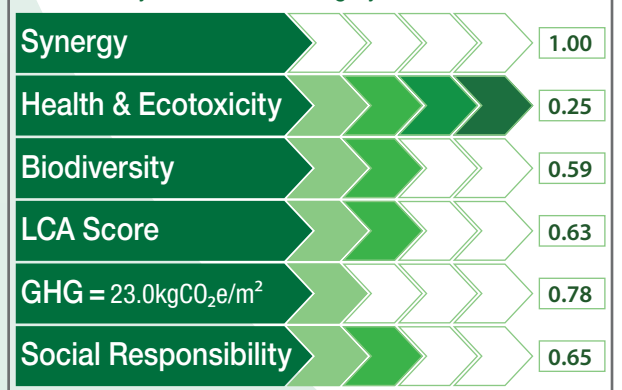 Synergy 1.00
Health & Ecotoxicity 0.25
Biodiversity 0.59
LCA Score 0.63
GHG = 23.0kgCO₂e/m² 0.78
Social Responsibility 0.65